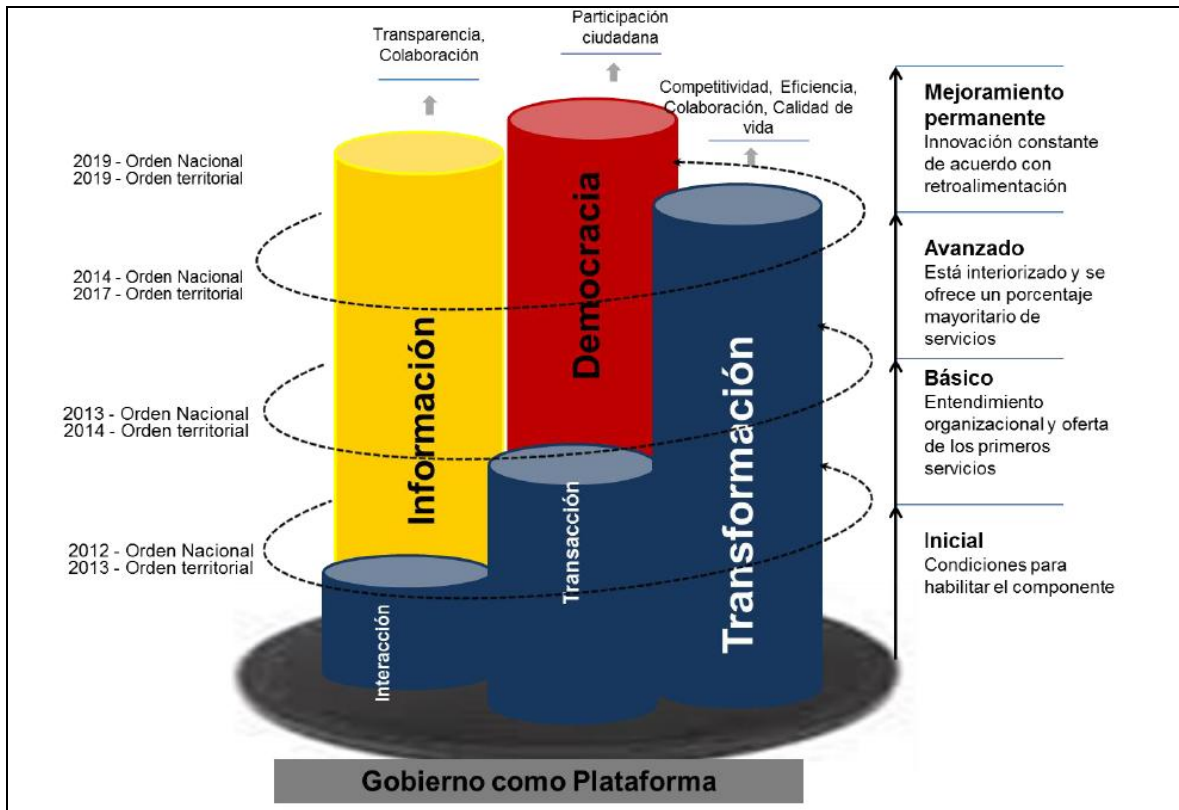 Transparencia,
Colaboración
Participación
ciudadana
Competitividad, Eficiencia,
Colaboración, Calidad de
vida
2019 - Orden Nacional
2019 - Orden territorial
2014 - Orden Nacional
2017 - Orden territorial
2013 - Orden Nacional
2014 - Orden territorial
2012 - Orden Nacional
2013 - Orden territorial
Información
Democracia
Transformación
Interacción
Transacción
Mejoramiento
permanente
Innovación constante
de acuerdo con
retroalimentación
Avanzado
Está interiorizado y se
ofrece un porcentaje
mayoritario de
servicios
Básico
Entendimiento
organizacional y oferta
de los primeros
servicios
Inicial
Condiciones para
habilitar el componente
Gobierno como Plataforma